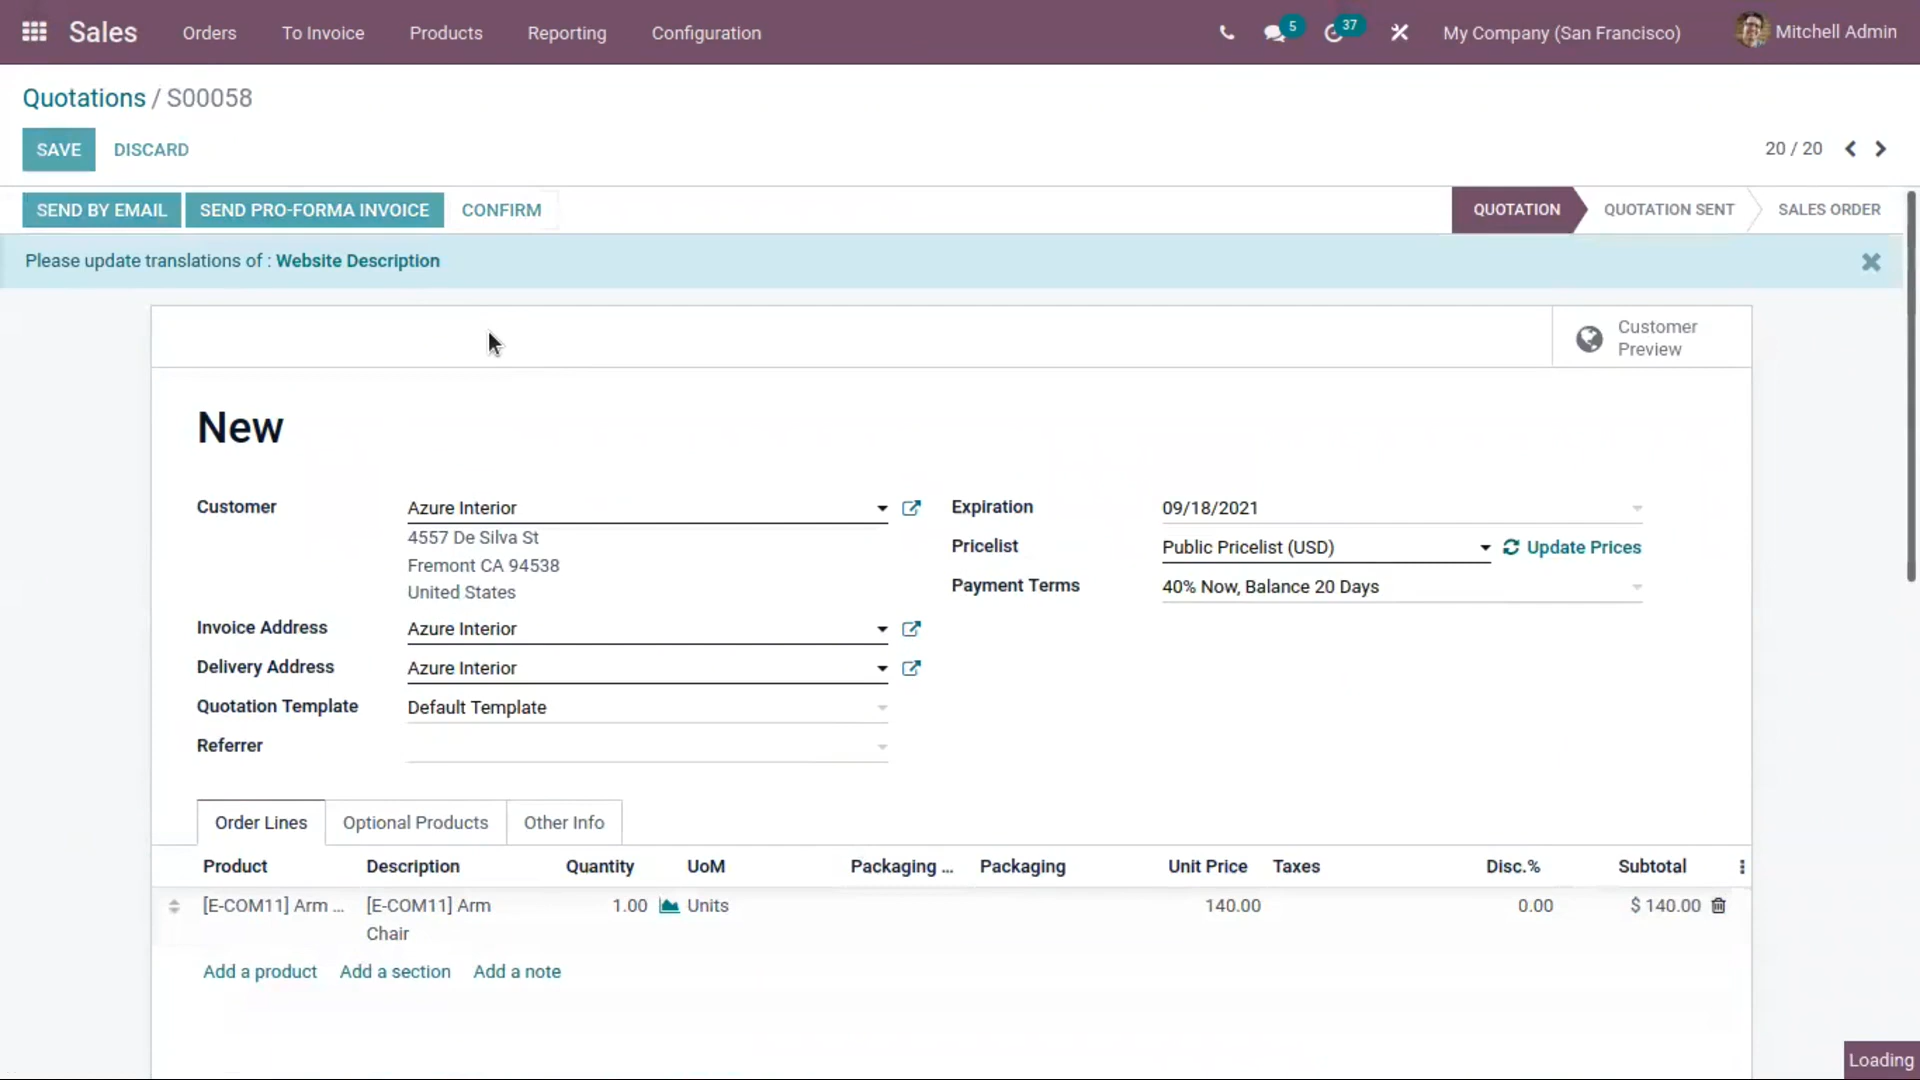 Sales Orders To Invoice Products Reporting Configuration 5 37 My Company (San Francisco) Mitchell Admin
Quotations / S00058
SAVE DISCARD 20 / 20
SEND BY EMAIL SEND PRO-FORMA INVOICE CONFIRM QUOTATION QUOTATION SENT SALES ORDER
Please update translations of : Website Description
Customer
Preview
New
Customer Azure Interior Expiration 09/18/2021
4557 De Silva St
Fremont CA 94538
United States
Pricelist Public Pricelist (USD) Update Prices
Payment Terms 40% Now, Balance 20 Days
Invoice Address Azure Interior
Delivery Address Azure Interior
Quotation Template Default Template
Referrer
Order Lines Optional Products Other Info
Product Description Quantity UoM Packaging ... Packaging Unit Price Taxes Disc.% Subtotal
[E-COM11] Arm ... [E-COM11] Arm 1.00 Units 140.00 0.00 $ 140.00
Chair
Add a product Add a section Add a note
Loading